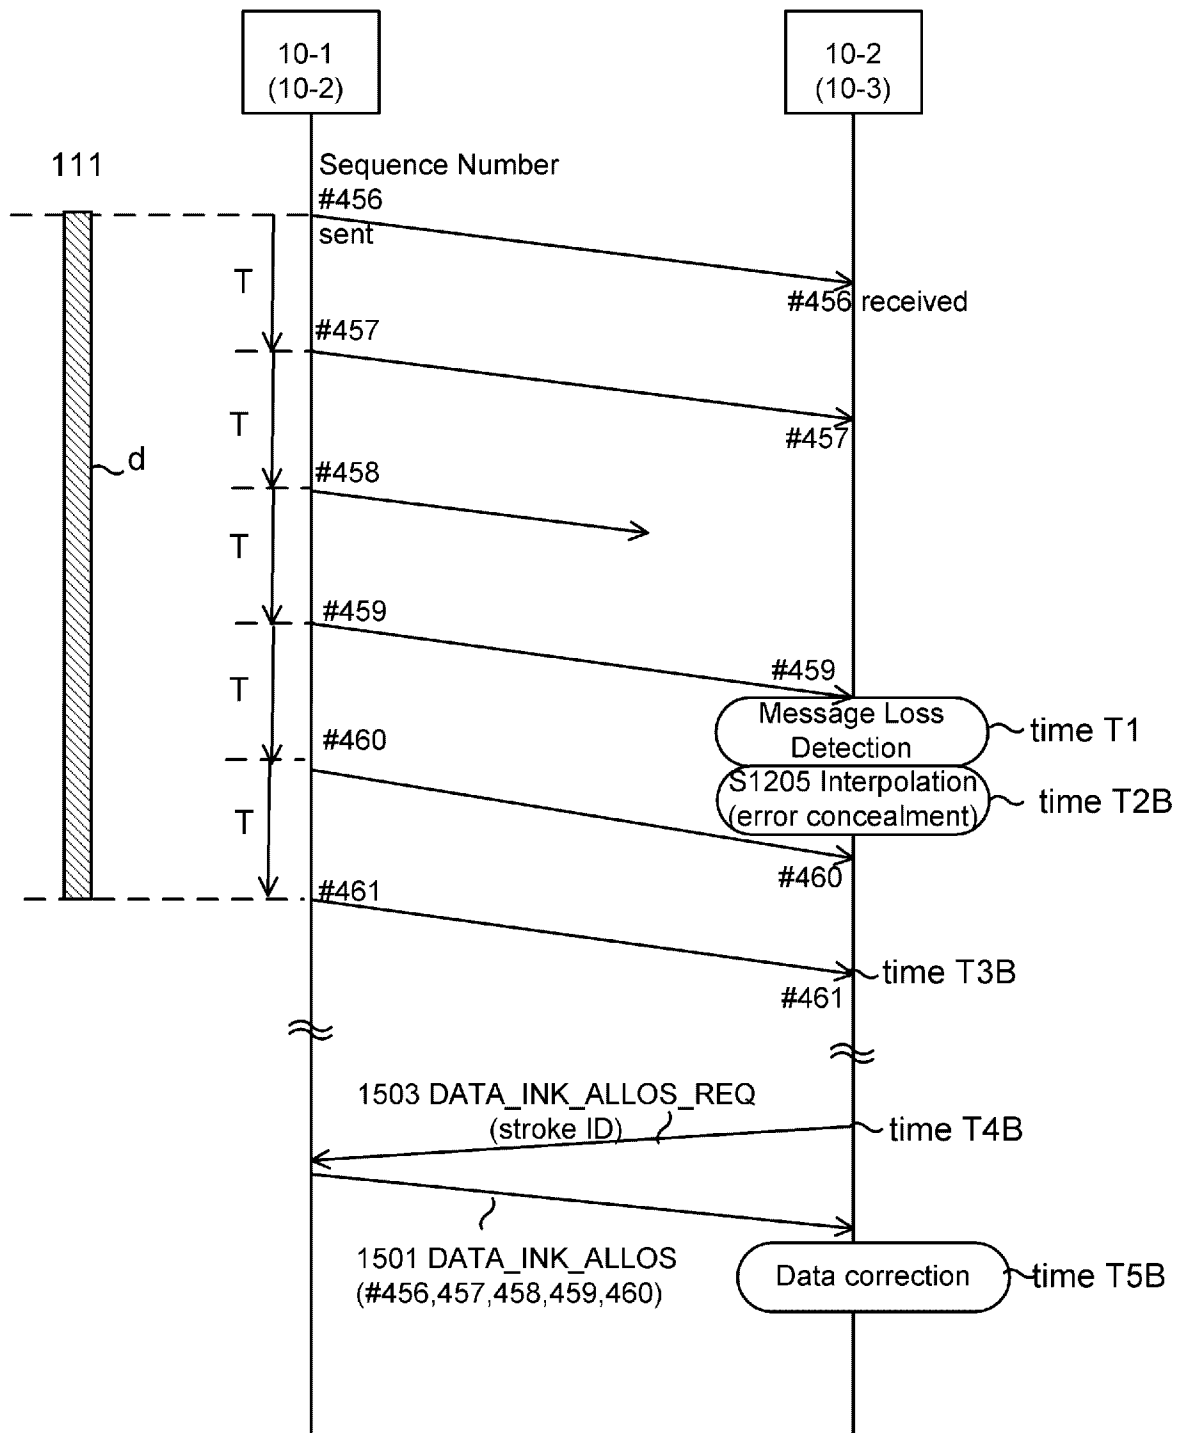 10-1
(10-2)
10-2
(10-3)
111
Sequence Number
#456
sent
T
#456 received
#457
T
#457
d
#458
T
#459
#459
T
Message Loss
Detection
time T1
#460
S1205 Interpolation
(error concealment)
time T2B
T
#460
#461
time T3B
#461
1503 DATA_INK_ALLOS_REQ
(stroke ID)
time T4B
1501 DATA_INK_ALLOS
(#456,457,458,459,460)
Data correction
time T5B